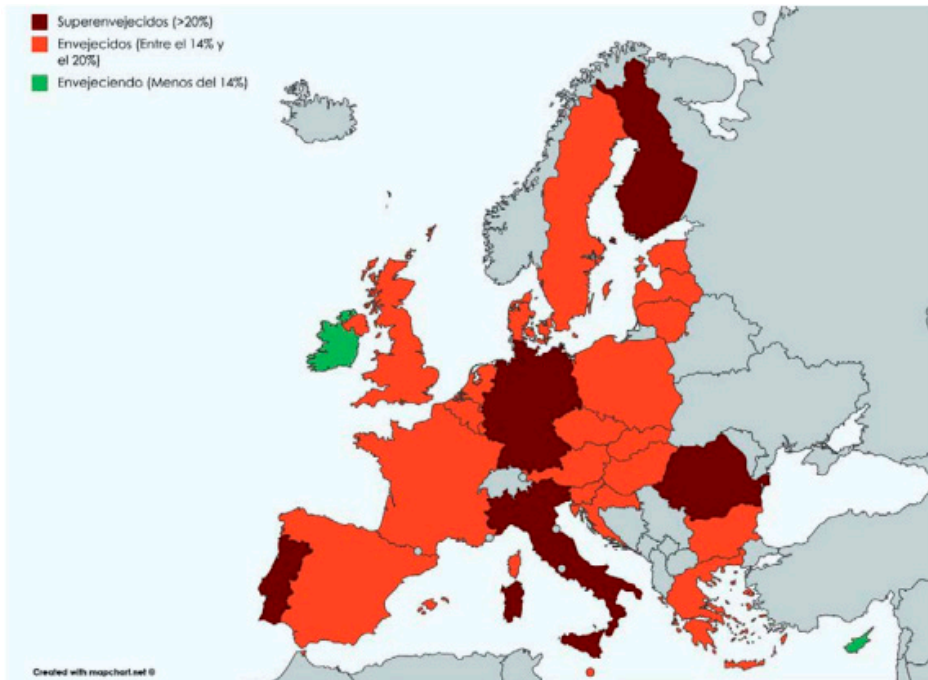 Superenvejecidos (>20%)
Envejecidos (Entre el 14% y
el 20%)
Envejeciendo (Menos del 14%)
Created with mapchart.net ©